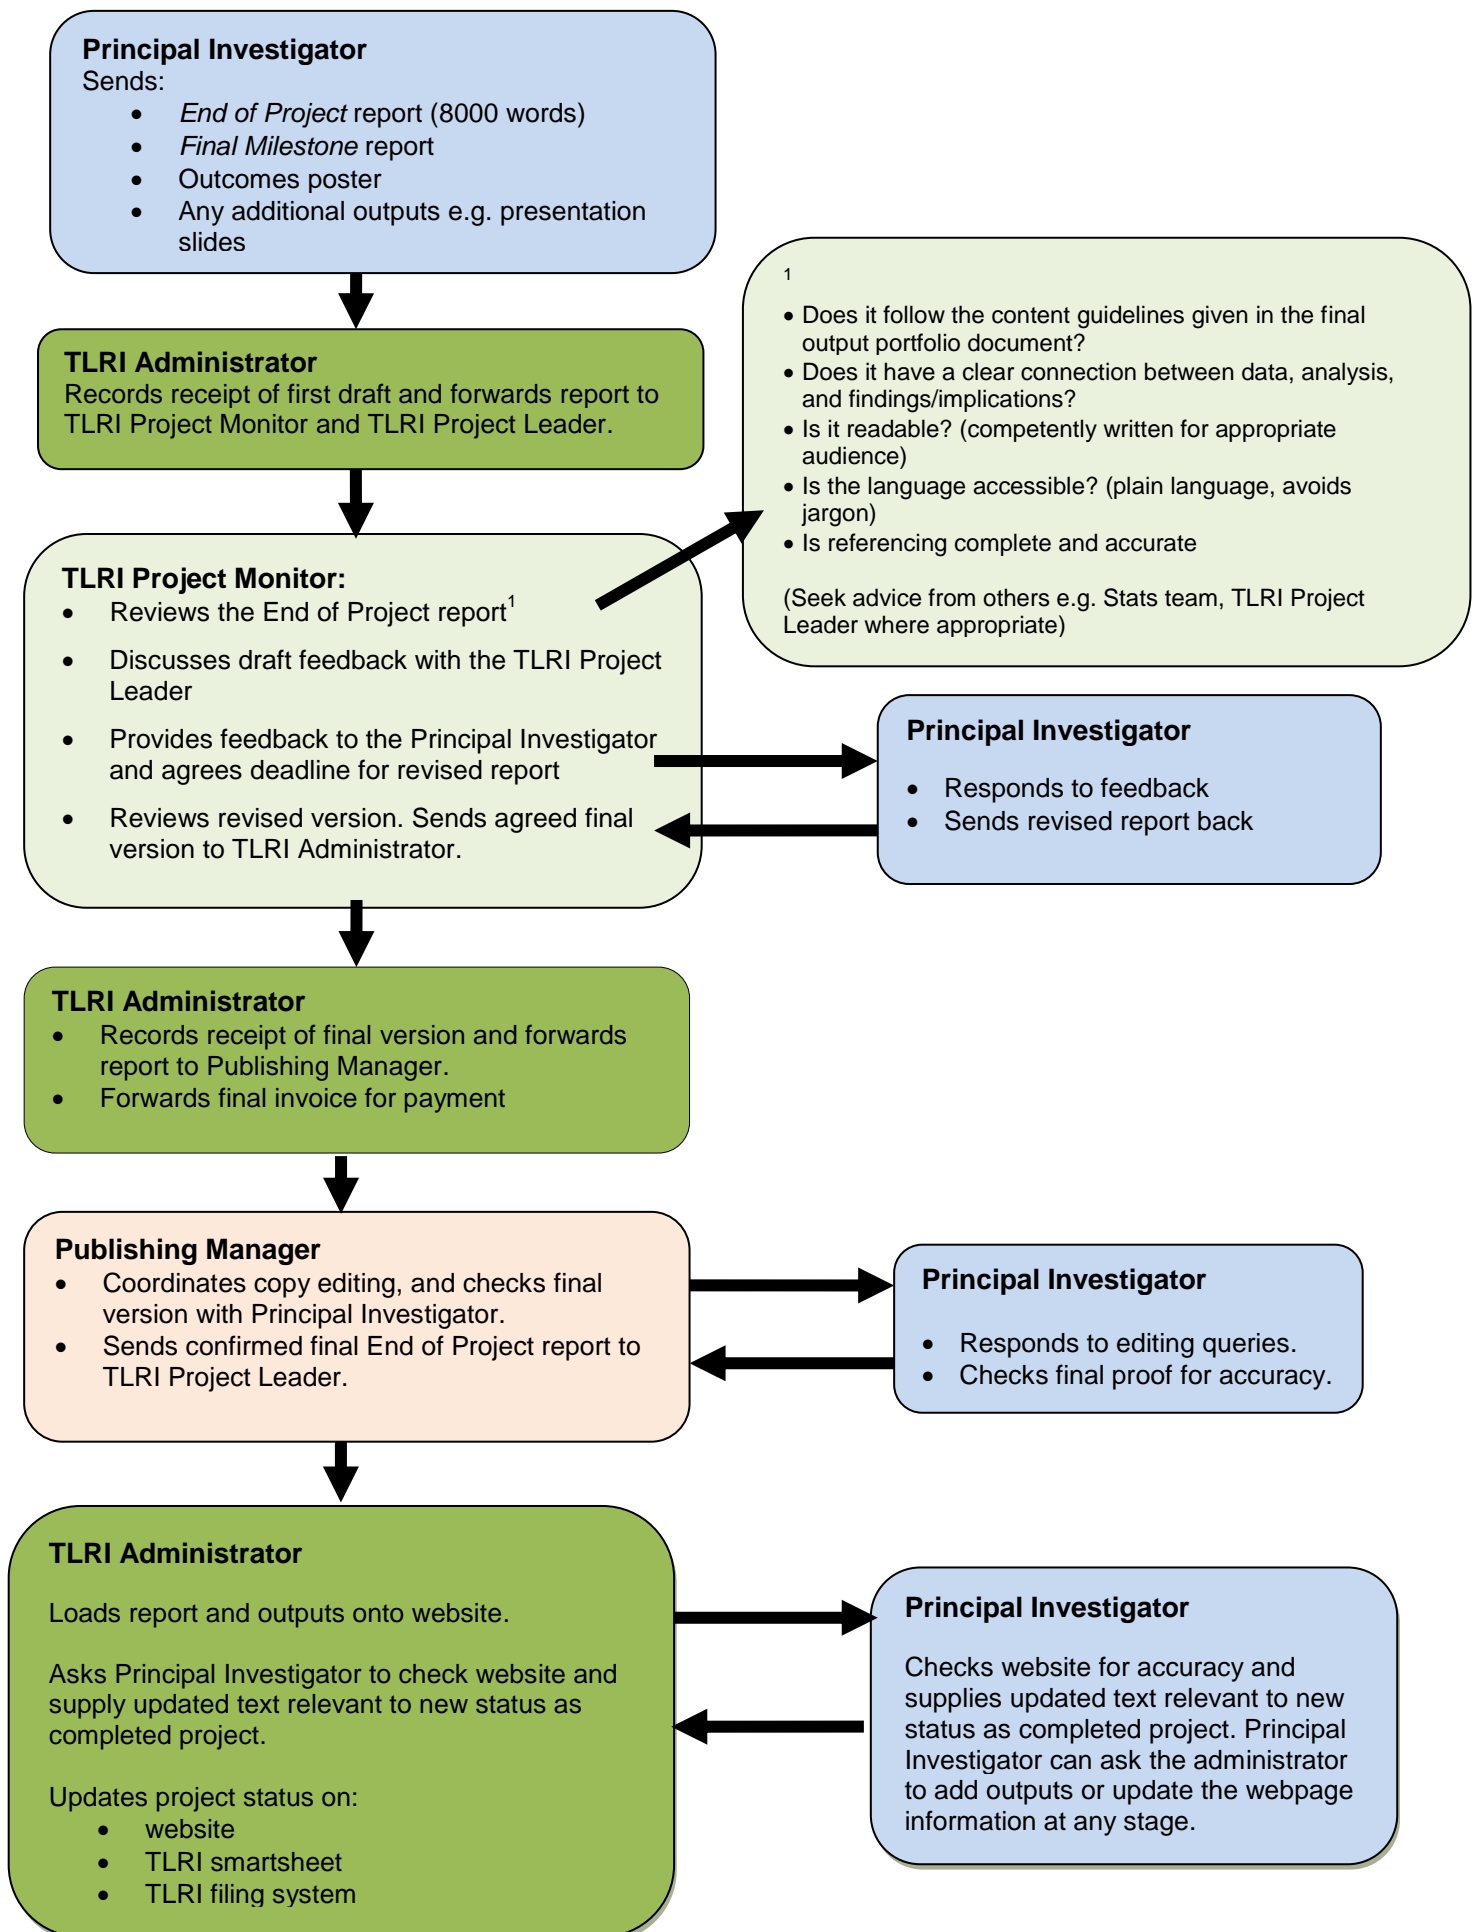 Principal Investigator
Sends:
• End of Project report (8000 words)
• Final Milestone report
• Outcomes poster
• Any additional outputs e.g. presentation
slides
TLRI Administrator
Records receipt of first draft and forwards report to
TLRI Project Monitor and TLRI Project Leader.
1
• Does it follow the content guidelines given in the final
output portfolio document?
• Does it have a clear connection between data, analysis,
and findings/implications?
• Is it readable? (competently written for appropriate
audience)
• Is the language accessible? (plain language, avoids
jargon)
• Is referencing complete and accurate
(Seek advice from others e.g. Stats team, TLRI Project
Leader where appropriate)
TLRI Project Monitor:
• Reviews the End of Project report1
• Discusses draft feedback with the TLRI Project
Leader
• Provides feedback to the Principal Investigator
and agrees deadline for revised report
• Reviews revised version. Sends agreed final
version to TLRI Administrator.
Principal Investigator
• Responds to feedback
• Sends revised report back
TLRI Administrator
• Records receipt of final version and forwards
report to Publishing Manager.
• Forwards final invoice for payment
Publishing Manager
• Coordinates copy editing, and checks final
version with Principal Investigator.
• Sends confirmed final End of Project report to
TLRI Project Leader.
Principal Investigator
• Responds to editing queries.
• Checks final proof for accuracy.
TLRI Administrator
Loads report and outputs onto website.
Asks Principal Investigator to check website and
supply updated text relevant to new status as
completed project.
Updates project status on:
• website
• TLRI smartsheet
• TLRI filing system
Principal Investigator
Checks website for accuracy and
supplies updated text relevant to new
status as completed project. Principal
Investigator can ask the administrator
to add outputs or update the webpage
information at any stage.